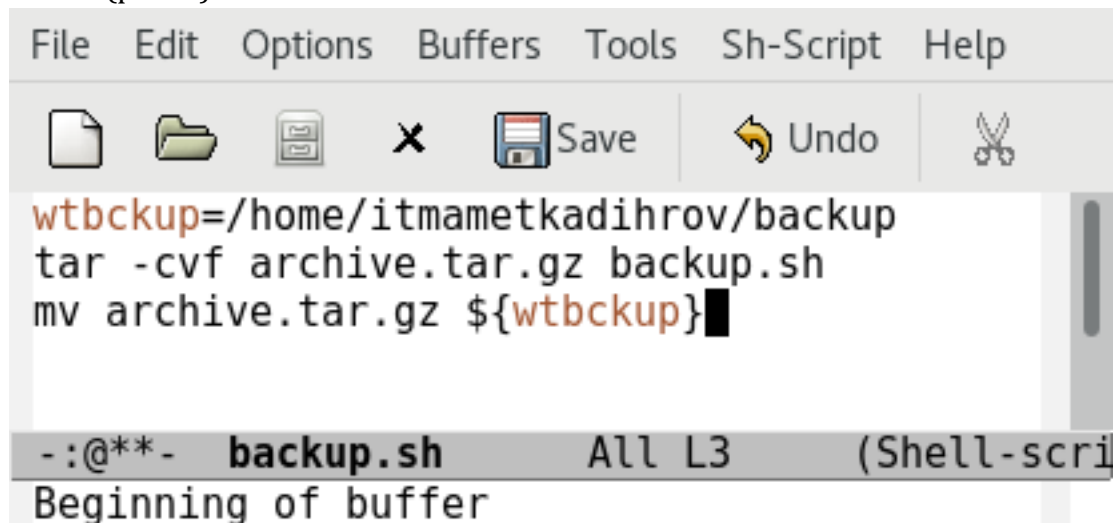 File Edit Options Buffers Tools Sh-Script Help
Save Undo
wtbckup=/home/itmametkadihrov/backup
tar -cvf archive.tar.gz backup.sh
mv archive.tar.gz ${wtbckup}
-:@**- backup.sh All L3 (Shell-scri
Beginning of buffer